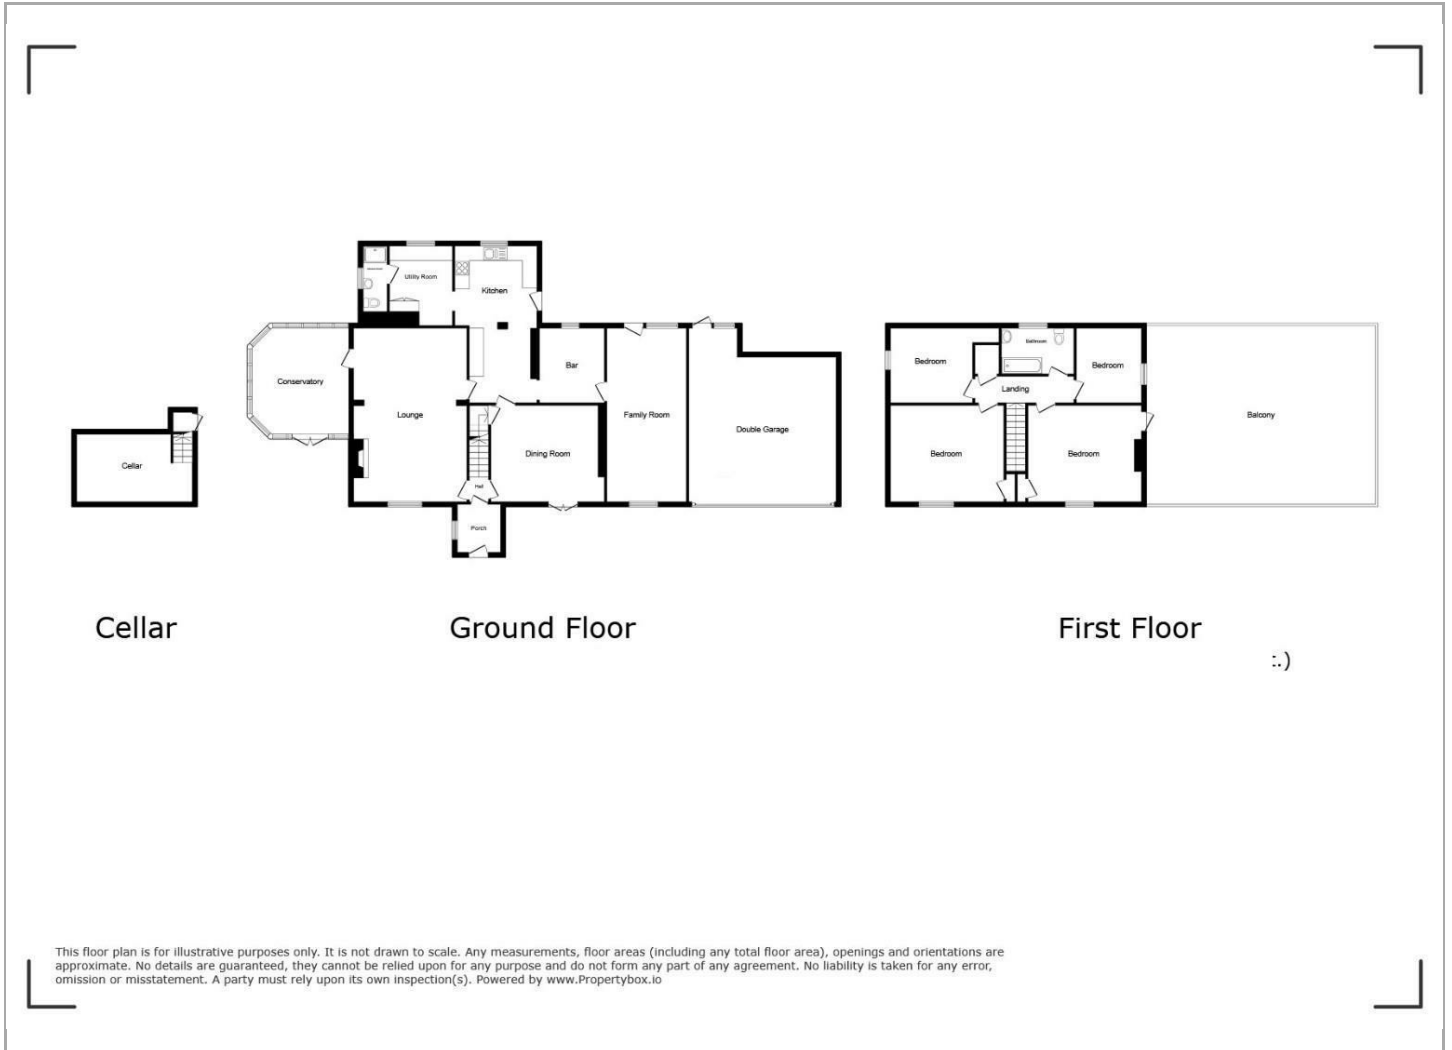 Utility Room
Kitchen
Bar
Conservatory
Lounge
Family Room
Double Garage
Dining Room
Hall
Porch
Cellar
Bedroom
Bathroom
Bedroom
Landing
Balcony
Bedroom
Bedroom
Cellar
Ground Floor
First Floor
:.)
This floor plan is for illustrative purposes only. It is not drawn to scale. Any measurements, floor areas (including any total floor area), openings and orientations are
approximate. No details are guaranteed, they cannot be relied upon for any purpose and do not form any part of any agreement. No liability is taken for any error,
omission or misstatement. A party must rely upon its own inspection(s). Powered by www.Propertybox.io